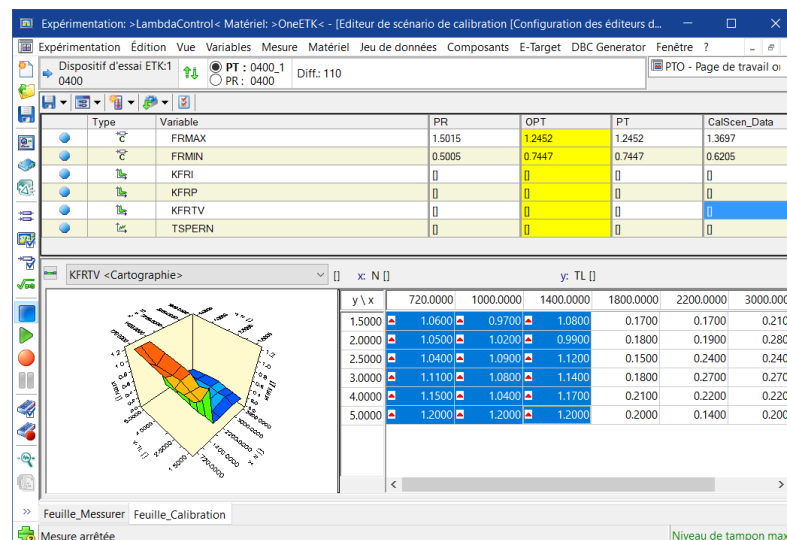 Expérimentation: >LambdaControl< Matériel: >OneETK< - [Editeur de scénario de calibration [Configuration des éditeurs d...
Expérimentation Édition Vue Variables Mesure Matériel Jeu de données Composants E-Target DBC Generator Fenêtre ?
Dispositif d'essai ETK:1
0400
PT : 0400_1
PR : 0400
Diff.: 110
PTO - Page de travail
Type Variable PR OPT PT CalScen_Data
C FRMAX 1.5015 1.2452 1.2452 1.3697
C FRMIN 0.5005 0.7447 0.7447 0.6205
KFRI [] [] [] []
KFRP [] [] [] []
KFRTV [] [] [] []
TSPERN [] [] [] []
KFRTV <Cartographie> [] x: N [] y: TL []
y \ x 720.0000 1000.0000 1400.0000 1800.0000 2200.0000 3000.000
1.5000 1.0600 0.9700 1.0800 0.1700 0.1700 0.210
2.0000 1.0500 1.0200 0.9900 0.1800 0.1900 0.280
2.5000 1.0400 1.0900 1.1200 0.1500 0.2400 0.240
3.0000 1.1100 1.0800 1.1400 0.1800 0.2700 0.270
4.0000 1.1500 1.0400 1.1700 0.2100 0.2200 0.220
5.0000 1.2000 1.2000 1.2000 0.2000 0.1400 0.200
Feuille_Messurer Feuille_Calibration
Mesure arrêtée
Niveau de tampon max